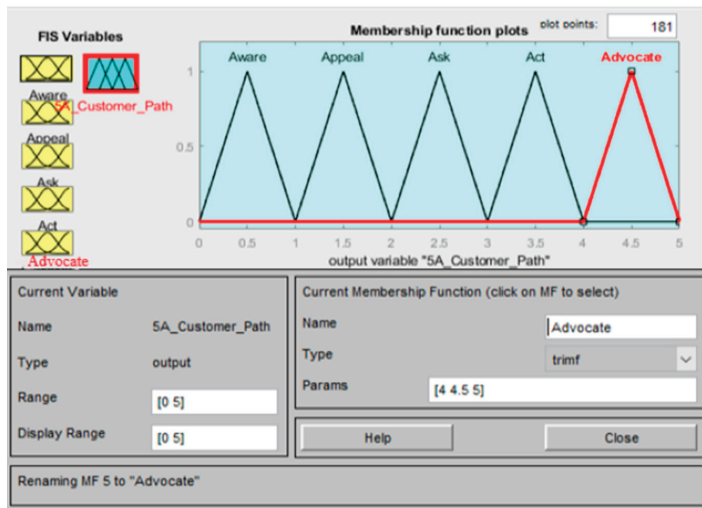 FIS Variables
Aware
5A_Customer_Path
Appeal
Ask
Act
Advocate
Membership function plots
plot points:
181
Aware Appeal Ask Act Advocate
1
0.5
0
0 0.5 1 1.5 2 2.5 3 3.5 4 4.5 5
output variable "5A_Customer_Path"
Current Variable
Name 5A_Customer_Path
Type output
Range [0 5]
Display Range [0 5]
Current Membership Function (click on MF to select)
Name Advocate
Type trimf
Params [4 4.5 5]
Help Close
Renaming MF 5 to "Advocate"